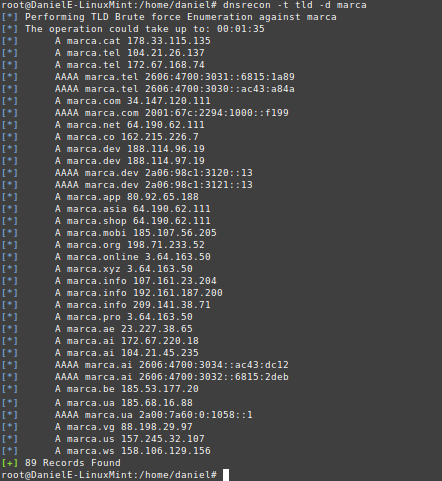 root@DanielE-LinuxMint:/home/daniel# dnsrecon -t tld -d marca
[*] Performing TLD Brute force Enumeration against marca
[*] The operation could take up to: 00:01:35
[*] A marca.cat 178.33.115.135
[*] A marca.tel 104.21.26.137
[*] A marca.tel 172.67.168.74
[*] AAAA marca.tel 2606:4700:3031::6815:1a89
[*] AAAA marca.tel 2606:4700:3030::ac43:a84a
[*] A marca.com 34.147.120.111
[*] AAAA marca.com 2001:67c:2294:1000::f199
[*] A marca.net 64.190.62.111
[*] A marca.co 162.215.226.7
[*] A marca.dev 188.114.96.19
[*] A marca.dev 188.114.97.19
[*] AAAA marca.dev 2a06:98c1:3120::13
[*] AAAA marca.dev 2a06:98c1:3121::13
[*] A marca.app 80.92.65.188
[*] A marca.asia 64.190.62.111
[*] A marca.shop 64.190.62.111
[*] A marca.mobi 185.107.56.205
[*] A marca.org 198.71.233.52
[*] A marca.online 3.64.163.50
[*] A marca.xyz 3.64.163.50
[*] A marca.info 107.161.23.204
[*] A marca.info 192.161.187.200
[*] A marca.info 209.141.38.71
[*] A marca.pro 3.64.163.50
[*] A marca.ae 23.227.38.65
[*] A marca.ai 172.67.220.18
[*] A marca.ai 104.21.45.235
[*] AAAA marca.ai 2606:4700:3034::ac43:dc12
[*] AAAA marca.ai 2606:4700:3032::6815:2deb
[*] A marca.be 185.53.177.20
[*] A marca.ua 185.68.16.88
[*] AAAA marca.ua 2a00:7a60:0:1058::1
[*] A marca.vg 88.198.29.97
[*] A marca.us 157.245.32.107
[*] A marca.ws 158.106.129.156
[+] 89 Records Found
root@DanielE-LinuxMint:/home/daniel#